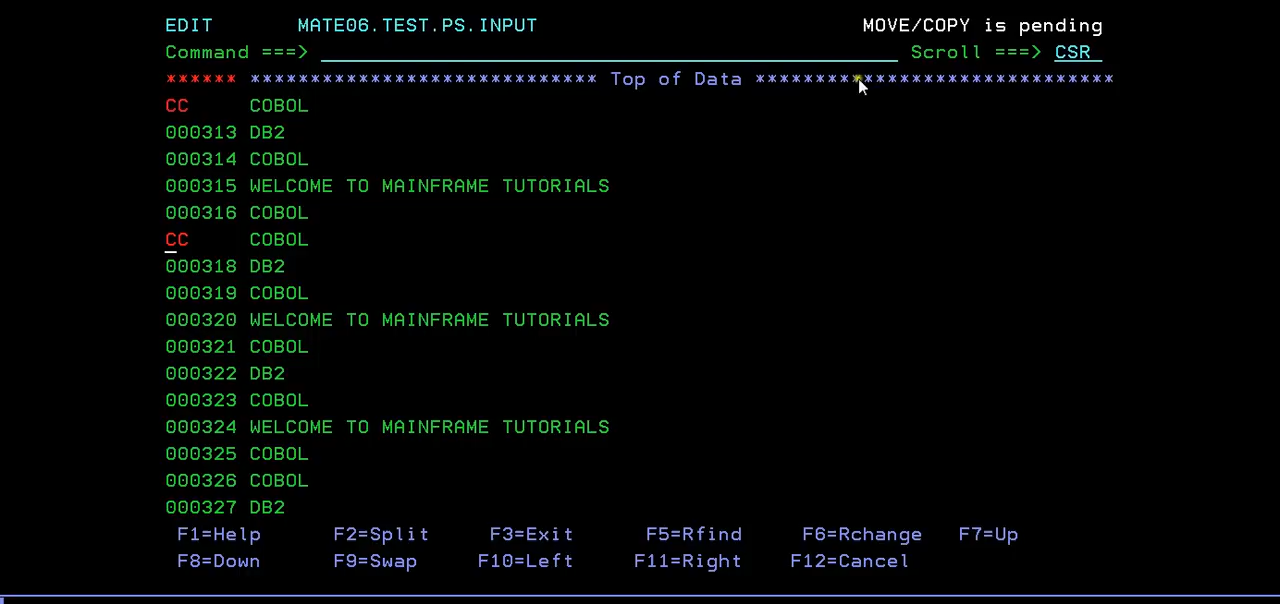 EDIT MATE06.TEST.PS.INPUT MOVE/COPY is pending
Command ===> Scroll ===> CSR
****** ***************************** Top of Data ******************************
CC COBOL
000313 DB2
000314 COBOL
000315 WELCOME TO MAINFRAME TUTORIALS
000316 COBOL
CC COBOL
000318 DB2
000319 COBOL
000320 WELCOME TO MAINFRAME TUTORIALS
000321 COBOL
000322 DB2
000323 COBOL
000324 WELCOME TO MAINFRAME TUTORIALS
000325 COBOL
000326 COBOL
000327 DB2
F1=Help F2=Split F3=Exit F5=Rfind F6=Rchange F7=Up
F8=Down F9=Swap F10=Left F11=Right F12=Cancel